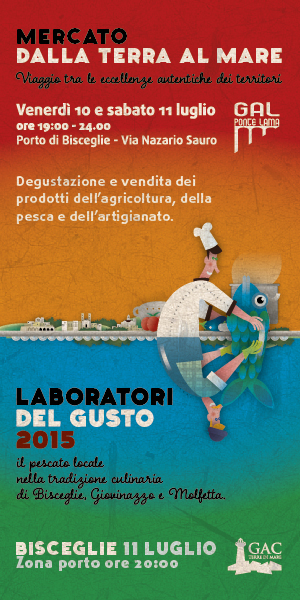 MERCATO
DALLA TERRA AL MARE
Viaggio tra le eccellenze autentiche dei territori
Venerdì 10 e sabato 11 luglio
ore 19:00 - 24.00
Porto di Bisceglie - Via Nazario Sauro
GAL
PONTE LAMA
Degustazione e vendita dei
prodotti dell'agricoltura, della
pesca e dell'artigianato.
LABORATORI
DEL GUSTO
2015
il pescato locale
nella tradizione culinaria
di Bisceglie, Giovinazzo e Molfetta.
BISCEGLIE 11 LUGLIO
Zona porto ore 20:00
GAC
TERRE DI MARE